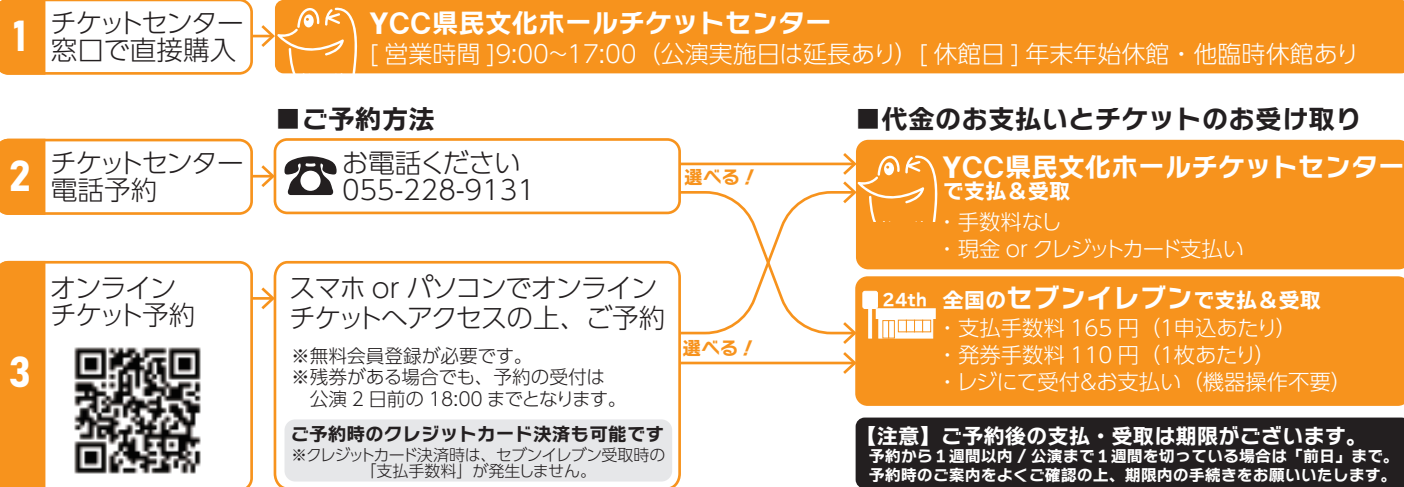 1
チケットセンター
窓口で直接購入
YCC県民文化ホールチケットセンター
[ 営業時間 ]9:00~17:00（公演実施日は延長あり）[ 休館日 ] 年末年始休館・他臨時休館あり
■ご予約方法
■代金のお支払いとチケットのお受け取り
2
チケットセンター
電話予約
お電話ください
055-228-9131
選べる！
YCC県民文化ホールチケットセンター
で支払&受取
・手数料なし
・現金 or クレジットカード支払い
3
オンライン
チケット予約
スマホ or パソコンでオンライン
チケットへアクセスの上、ご予約
※無料会員登録が必要です。
※残券がある場合でも、予約の受付は
公演 2 日前の 18:00 までとなります。
ご予約時のクレジットカード決済も可能です
※クレジットカード決済時は、セブンイレブン受取時の
「支払手数料」が発生しません。
選べる！
24th
全国のセブンイレブンで支払&受取
・支払手数料 165 円（1申込あたり）
・発券手数料 110 円（1枚あたり）
・レジにて受付&お支払い（機器操作不要）
【注意】ご予約後の支払・受取は期限がございます。
予約から１週間以内 / 公演まで１週間を切っている場合は「前日」まで。
予約時のご案内をよくご確認の上、期限内の手続きをお願いいたします。